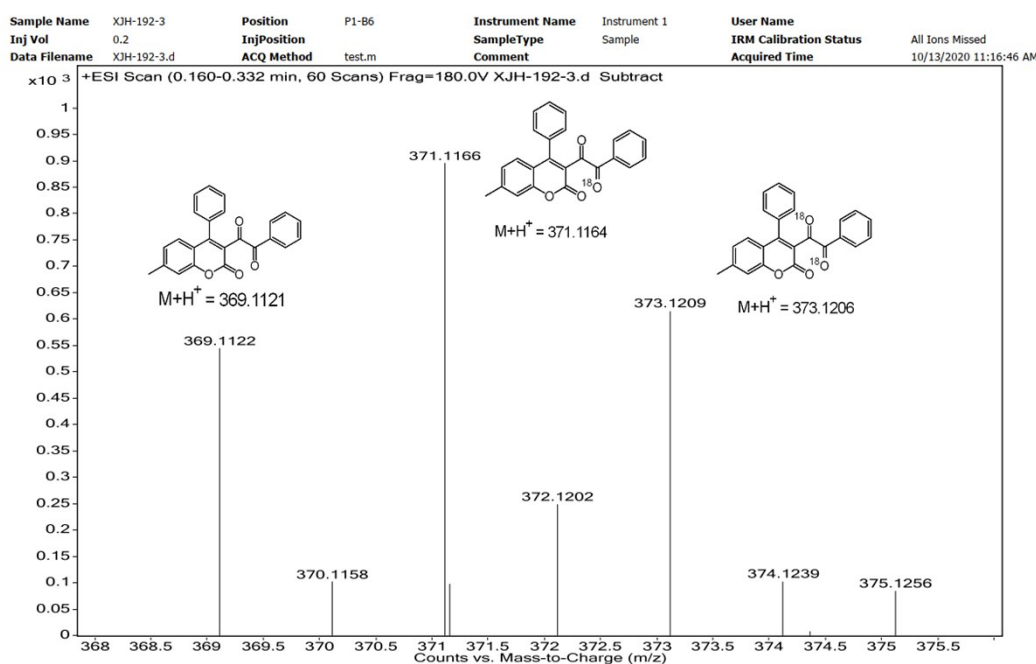 Sample Name XJH-192-3 Position P1-B6 Instrument Name Instrument 1 User Name
Inj Vol 0.2 InjPosition SampleType Sample IRM Calibration Status All Ions Missed
Data Filename XJH-192-3.d ACQ Method test.m Comment Acquired Time 10/13/2020 11:16:46 AM
x10 3 +ESI Scan (0.160-0.332 min, 60 Scans) Frag=180.0V XJH-192-3.d Subtract
1
0.95
0.9
0.85
0.8
0.75
0.7
0.65
0.6
0.55
0.5
0.45
0.4
0.35
0.3
0.25
0.2
0.15
0.1
0.05
0
O
O
O O
M+H+ = 369.1121
369.1122
370.1158
371.1166
O
18O
O O
M+H+ = 371.1164
372.1202
18O
18O
O O
M+H+ = 373.1206
373.1209
374.1239
375.1256
368 368.5 369 369.5 370 370.5 371 371.5 372 372.5 373 373.5 374 374.5 375 375.5
Counts vs. Mass-to-Charge (m/z)